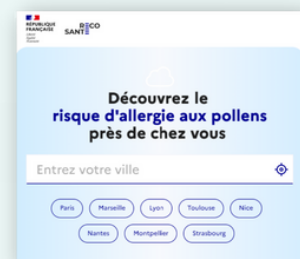 RÉPUBLIQUE
FRANÇAISE
RECO
SANTÉ
Découvrez le
risque d'allergie aux pollens
près de chez vous
Entrez votre ville
Paris
Marseille
Lyon
Toulouse
Nice
Nantes
Montpellier
Strasbourg